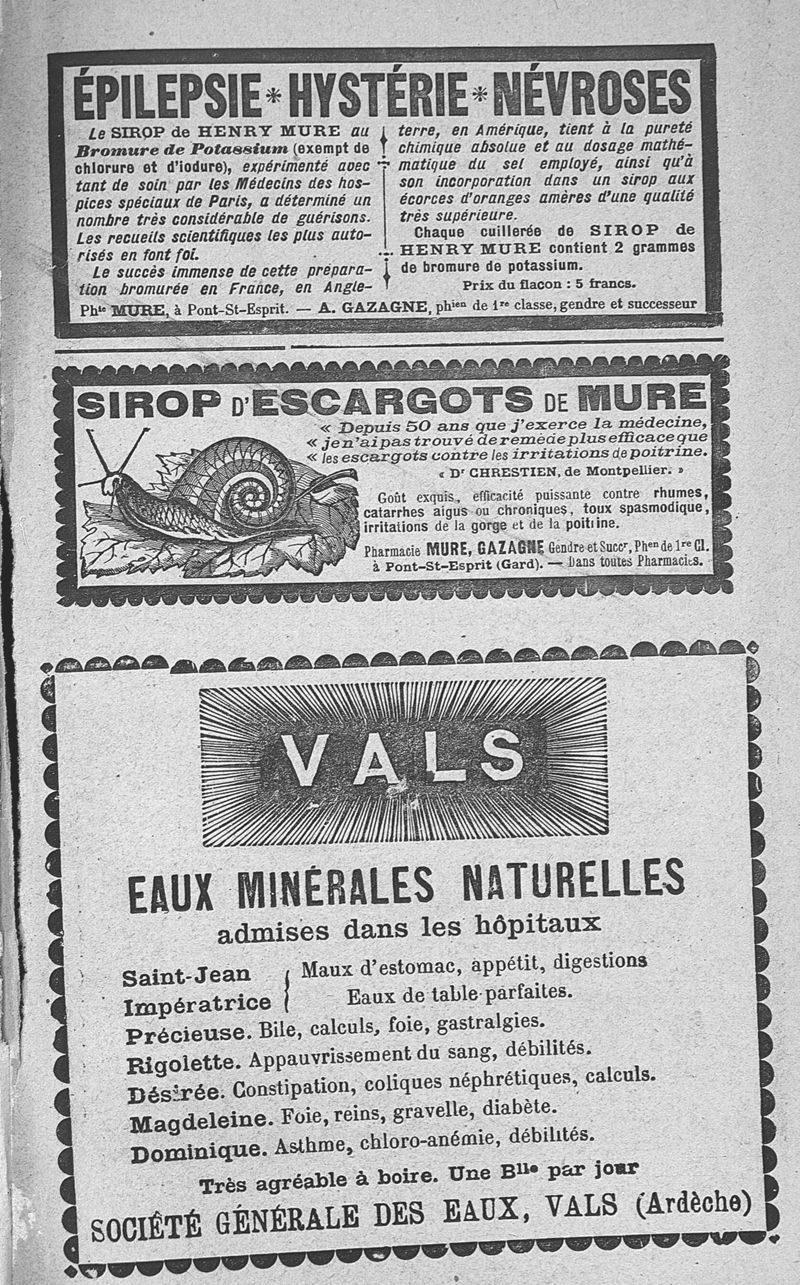 ÉPILEPSIE * HYSTÉRIE * NÉVROSES
Le SIROP de HENRY MURE au
Bromure de Potassium (exempt de
chlorure et d'iodure), expérimenté avec
tant de soin par les Médecins des hos-
pices spéciaux de Paris, a déterminé un
nombre très considérable de guérisons.
Les recueils scientifiques les plus auto-
risés en font foi.
Le succès immense de cette prépara-
tion bromurée en France, en Angle-
terre, en Amérique, tient à la pureté
chimique absolue et au dosage mathé-
matique du sel employé, ainsi qu'à
son incorporation dans un sirop aux
écorces d'oranges amères d'une qualité
très supérieure.
Chaque cuillerée de SIROP de
HENRY MURE contient 2 grammes
de bromure de potassium.
Prix du flacon : 5 francs.
Phie MURE, à Pont-St-Esprit. — A. GAZAGNE, phien de 1re classe, gendre et successeur
SIROP D'ESCARGOTS DE MURE
« Depuis 50 ans que j'exerce la médecine,
« je n'ai pas trouvé de remède plus efficace que
« les escargots contre les irritations de poitrine.
« Dr CHRESTIEN, de Montpellier. »
Goût exquis, efficacité puissante contre rhumes,
catarrhes aigus ou chroniques, toux spasmodique,
irritations de la gorge et de la poitrine.
Pharmacie MURE, GAZAGNE Gendre et Succr, Phen de 1re Cl.
à Pont-St-Esprit (Gard). — Dans toutes Pharmacies.
VALS
EAUX MINÉRALES NATURELLES
admises dans les hôpitaux
Saint-Jean { Maux d'estomac, appétit, digestions
Impératrice { Eaux de table parfaites.
Précieuse. Bile, calculs, foie, gastralgies.
Rigolette. Appauvrissement du sang, débilités.
Désirée. Constipation, coliques néphrétiques, calculs.
Magdeleine. Foie, reins, gravelle, diabète.
Dominique. Asthme, chloro-anémie, débilités.
Très agréable à boire. Une Blle par jour
SOCIÉTÉ GÉNÉRALE DES EAUX, VALS (Ardèche)